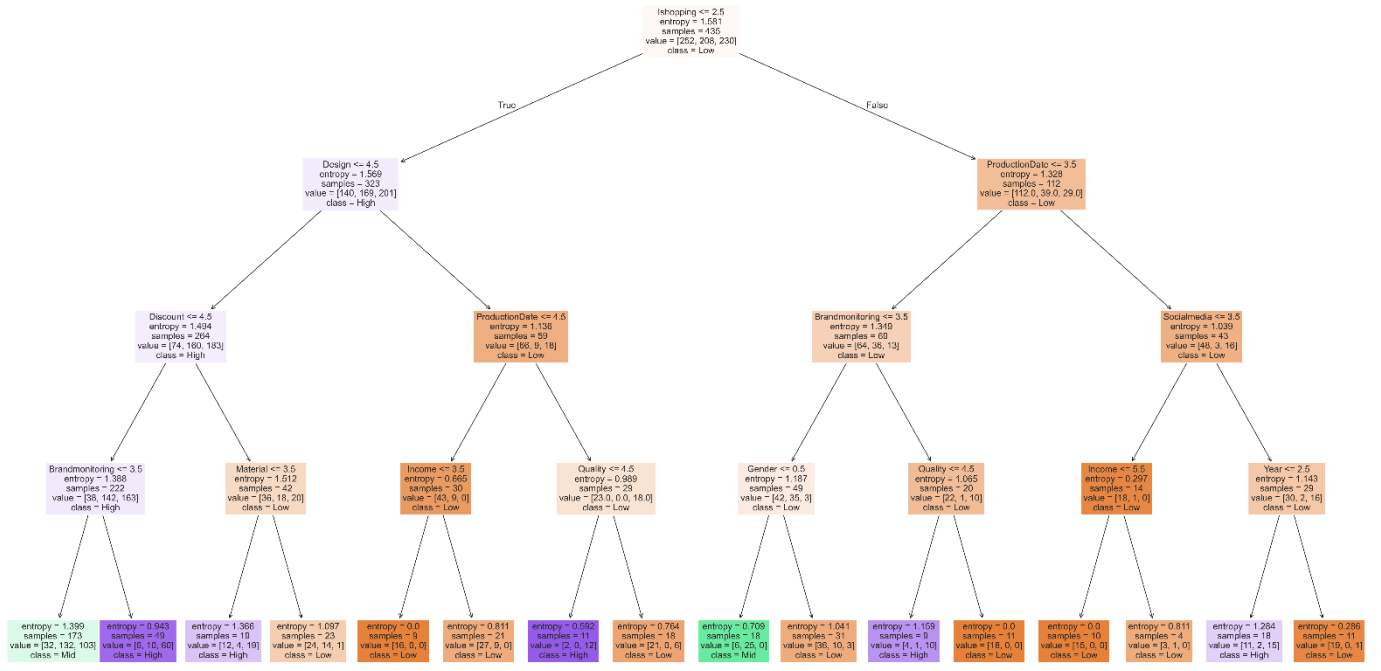 Ishopping <= 2.5
entropy = 1.581
samples = 435
value = [252, 208, 230]
class = Low
True
False
Design <= 4.5
entropy = 1.569
samples = 323
value = [140, 169, 201]
class = High
ProductionDate <= 3.5
entropy = 1.328
samples = 112
value = [112.0, 39.0, 29.0]
class = Low
Discount <= 4.5
entropy = 1.494
samples = 264
value = [74, 160, 183]
class = High
ProductionDate <= 4.5
entropy = 1.136
samples = 59
value = [66, 9, 18]
class = Low
Brandmonitoring <= 3.5
entropy = 1.349
samples = 69
value = [64, 36, 13]
class = Low
Socialmedia <= 3.5
entropy = 1.039
samples = 43
value = [48, 3, 16]
class = Low
Brandmonitoring <= 3.5
entropy = 1.388
samples = 222
value = [38, 142, 163]
class = High
Material <= 3.5
entropy = 1.512
samples = 42
value = [36, 18, 20]
class = Low
Income <= 3.5
entropy = 0.665
samples = 30
value = [43, 9, 0]
class = Low
Quality <= 4.5
entropy = 0.989
samples = 29
value = [23.0, 0.0, 18.0]
class = Low
Gender <= 0.5
entropy = 1.187
samples = 49
value = [42, 35, 3]
class = Low
Quality <= 4.5
entropy = 1.065
samples = 20
value = [22, 1, 10]
class = Low
Income <= 5.5
entropy = 0.297
samples = 14
value = [18, 1, 0]
class = Low
Year <= 2.5
entropy = 1.143
samples = 29
value = [30, 2, 16]
class = Low
entropy = 1.399
samples = 173
value = [32, 132, 103]
class = Mid
entropy = 0.943
samples = 49
value = [6, 10, 60]
class = High
entropy = 1.366
samples = 19
value = [12, 4, 19]
class = High
entropy = 1.097
samples = 23
value = [24, 14, 1]
class = Low
entropy = 0.0
samples = 9
value = [16, 0, 0]
class = Low
entropy = 0.811
samples = 21
value = [27, 9, 0]
class = Low
entropy = 0.592
samples = 11
value = [2, 0, 12]
class = High
entropy = 0.764
samples = 18
value = [21, 0, 6]
class = Low
entropy = 0.709
samples = 18
value = [6, 25, 0]
class = Mid
entropy = 1.041
samples = 31
value = [36, 10, 3]
class = Low
entropy = 1.159
samples = 9
value = [4, 1, 10]
class = High
entropy = 0.0
samples = 11
value = [18, 0, 0]
class = Low
entropy = 0.0
samples = 10
value = [15, 0, 0]
class = Low
entropy = 0.811
samples = 4
value = [3, 1, 0]
class = Low
entropy = 1.284
samples = 18
value = [11, 2, 15]
class = High
entropy = 0.286
samples = 11
value = [19, 0, 1]
class = Low